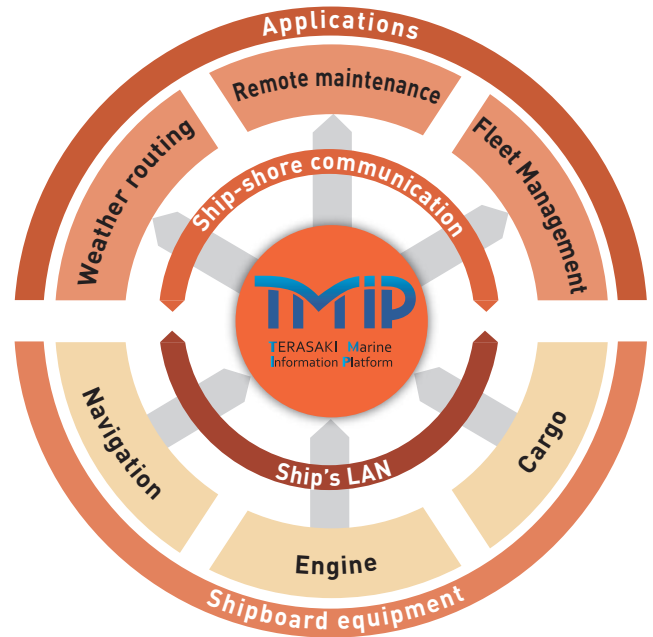 Applications
Remote maintenance
Weather routing
Fleet Management
Ship-shore communication
TMIP
TERASAKI Marine
Information Platform
Navigation
Cargo
Ship's LAN
Engine
Shipboard equipment